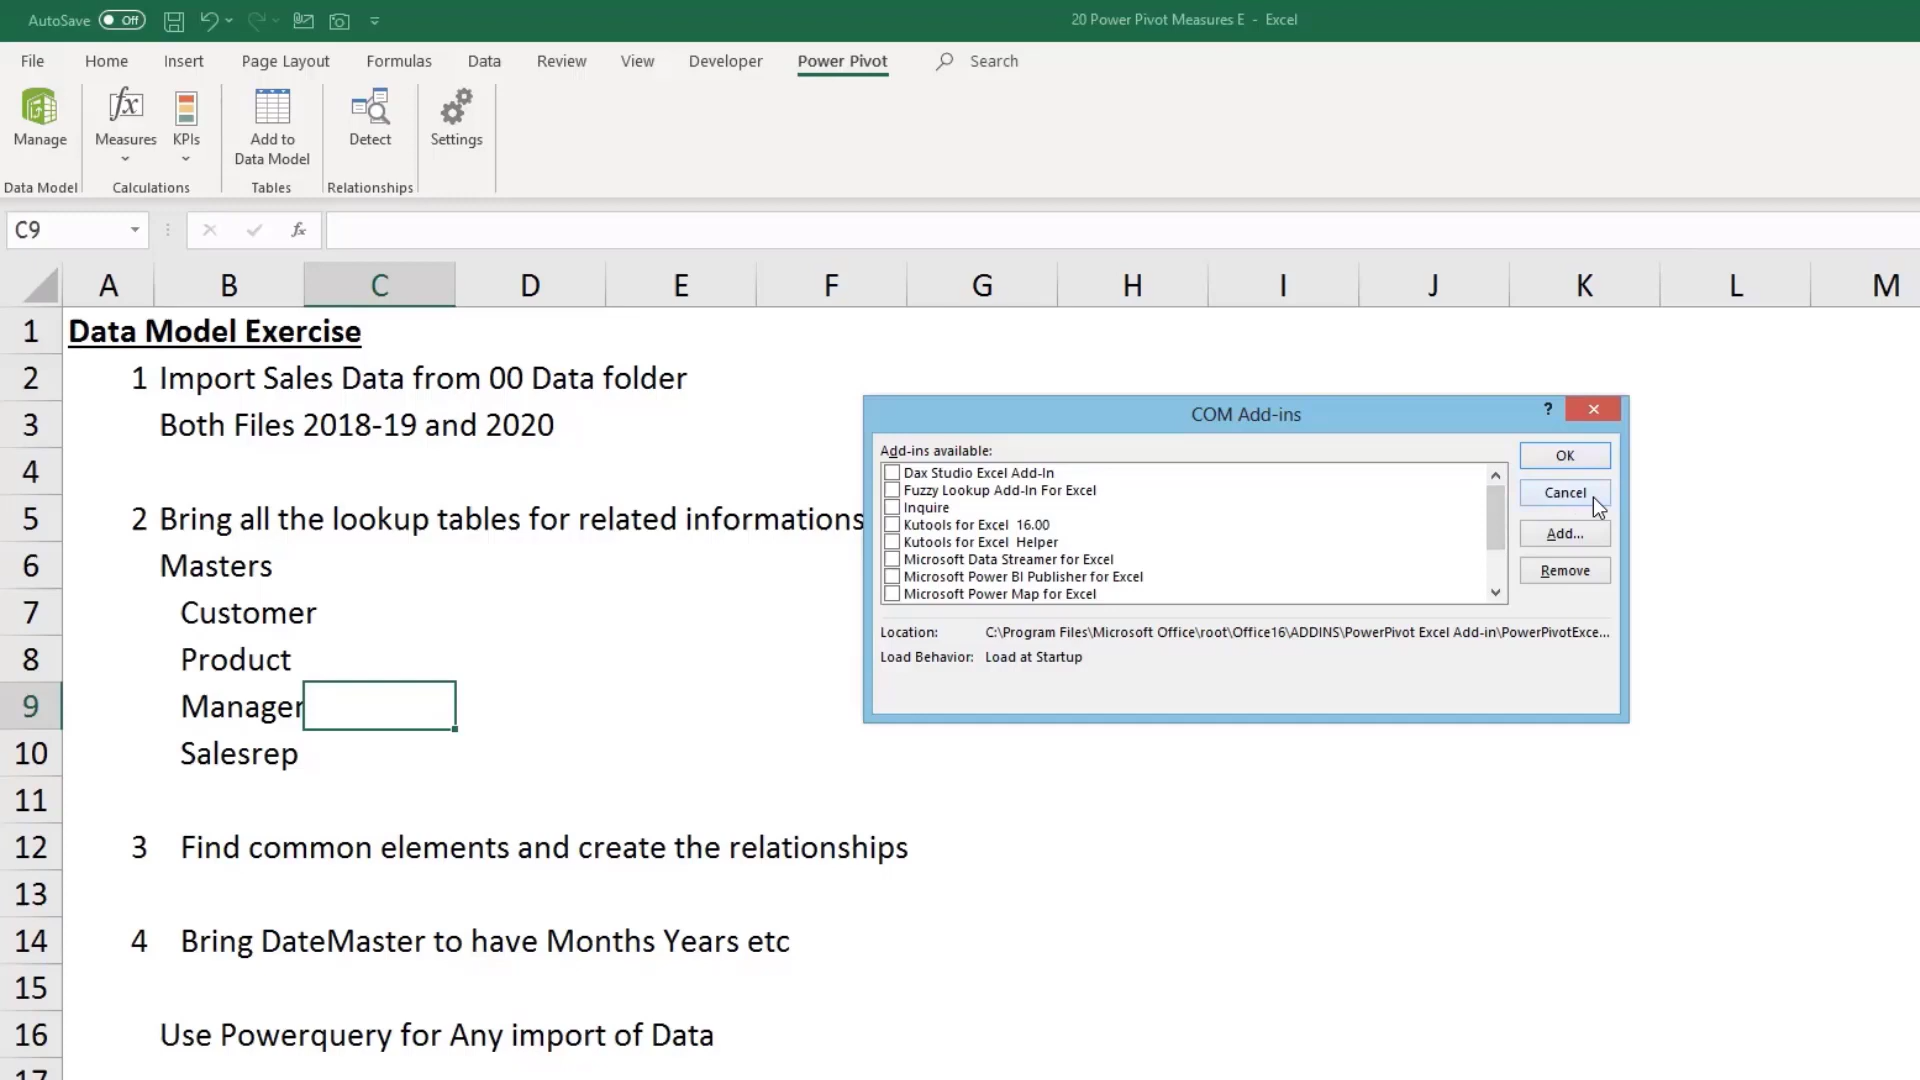 AutoSave Off
20 Power Pivot Measures E - Excel
File Home Insert Page Layout Formulas Data Review View Developer Power Pivot Search
Manage Measures KPIs Add to Data Model Detect Settings
Data Model Calculations Tables Relationships
C9
fx
A B C D E F G H I J K L M
1 Data Model Exercise
2 1 Import Sales Data from 00 Data folder
3 Both Files 2018-19 and 2020
4
5 2 Bring all the lookup tables for related informations
6 Masters
7 Customer
8 Product
9 Manager
10 Salesrep
11
12 3 Find common elements and create the relationships
13
14 4 Bring DateMaster to have Months Years etc
15
16 Use Powerquery for Any import of Data
17
COM Add-ins
?
Add-ins available:
Dax Studio Excel Add-In
Fuzzy Lookup Add-In For Excel
Inquire
Kutools for Excel 16.00
Kutools for Excel Helper
Microsoft Data Streamer for Excel
Microsoft Power BI Publisher for Excel
Microsoft Power Map for Excel
OK
Cancel
Add...
Remove
Location: C:\Program Files\Microsoft Office\root\Office16\ADDINS\PowerPivot Excel Add-in\PowerPivotExce...
Load Behavior: Load at Startup